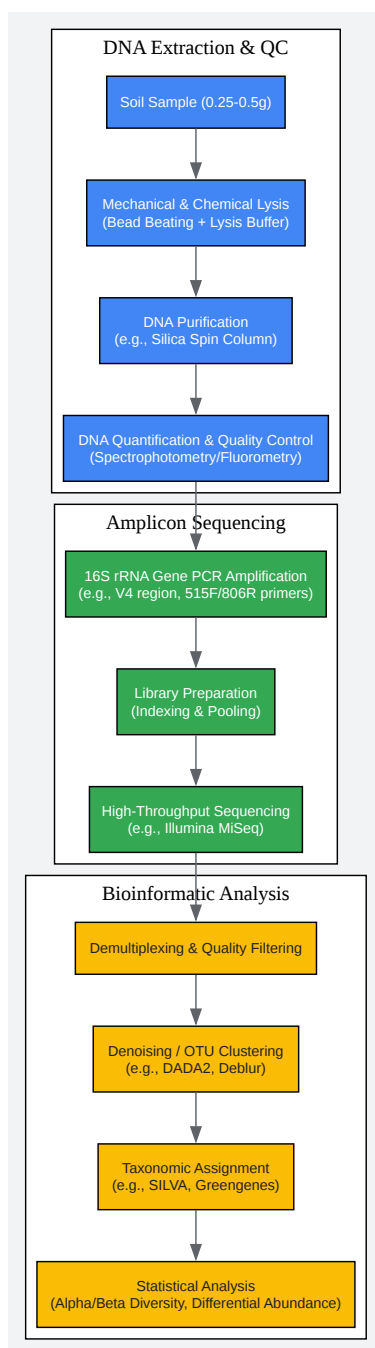 DNA Extraction & QC
Soil Sample (0.25-0.5g)
Mechanical & Chemical Lysis
(Bead Beating + Lysis Buffer)
DNA Purification
(e.g., Silica Spin Column)
DNA Quantification & Quality Control
(Spectrophotometry/Fluorometry)
Amplicon Sequencing
16S rRNA Gene PCR Amplification
(e.g., V4 region, 515F/806R primers)
Library Preparation
(Indexing & Pooling)
High-Throughput Sequencing
(e.g., Illumina MiSeq)
Bioinformatic Analysis
Demultiplexing & Quality Filtering
Denoising / OTU Clustering
(e.g., DADA2, Deblur)
Taxonomic Assignment
(e.g., SILVA, Greengenes)
Statistical Analysis
(Alpha/Beta Diversity, Differential Abundance)